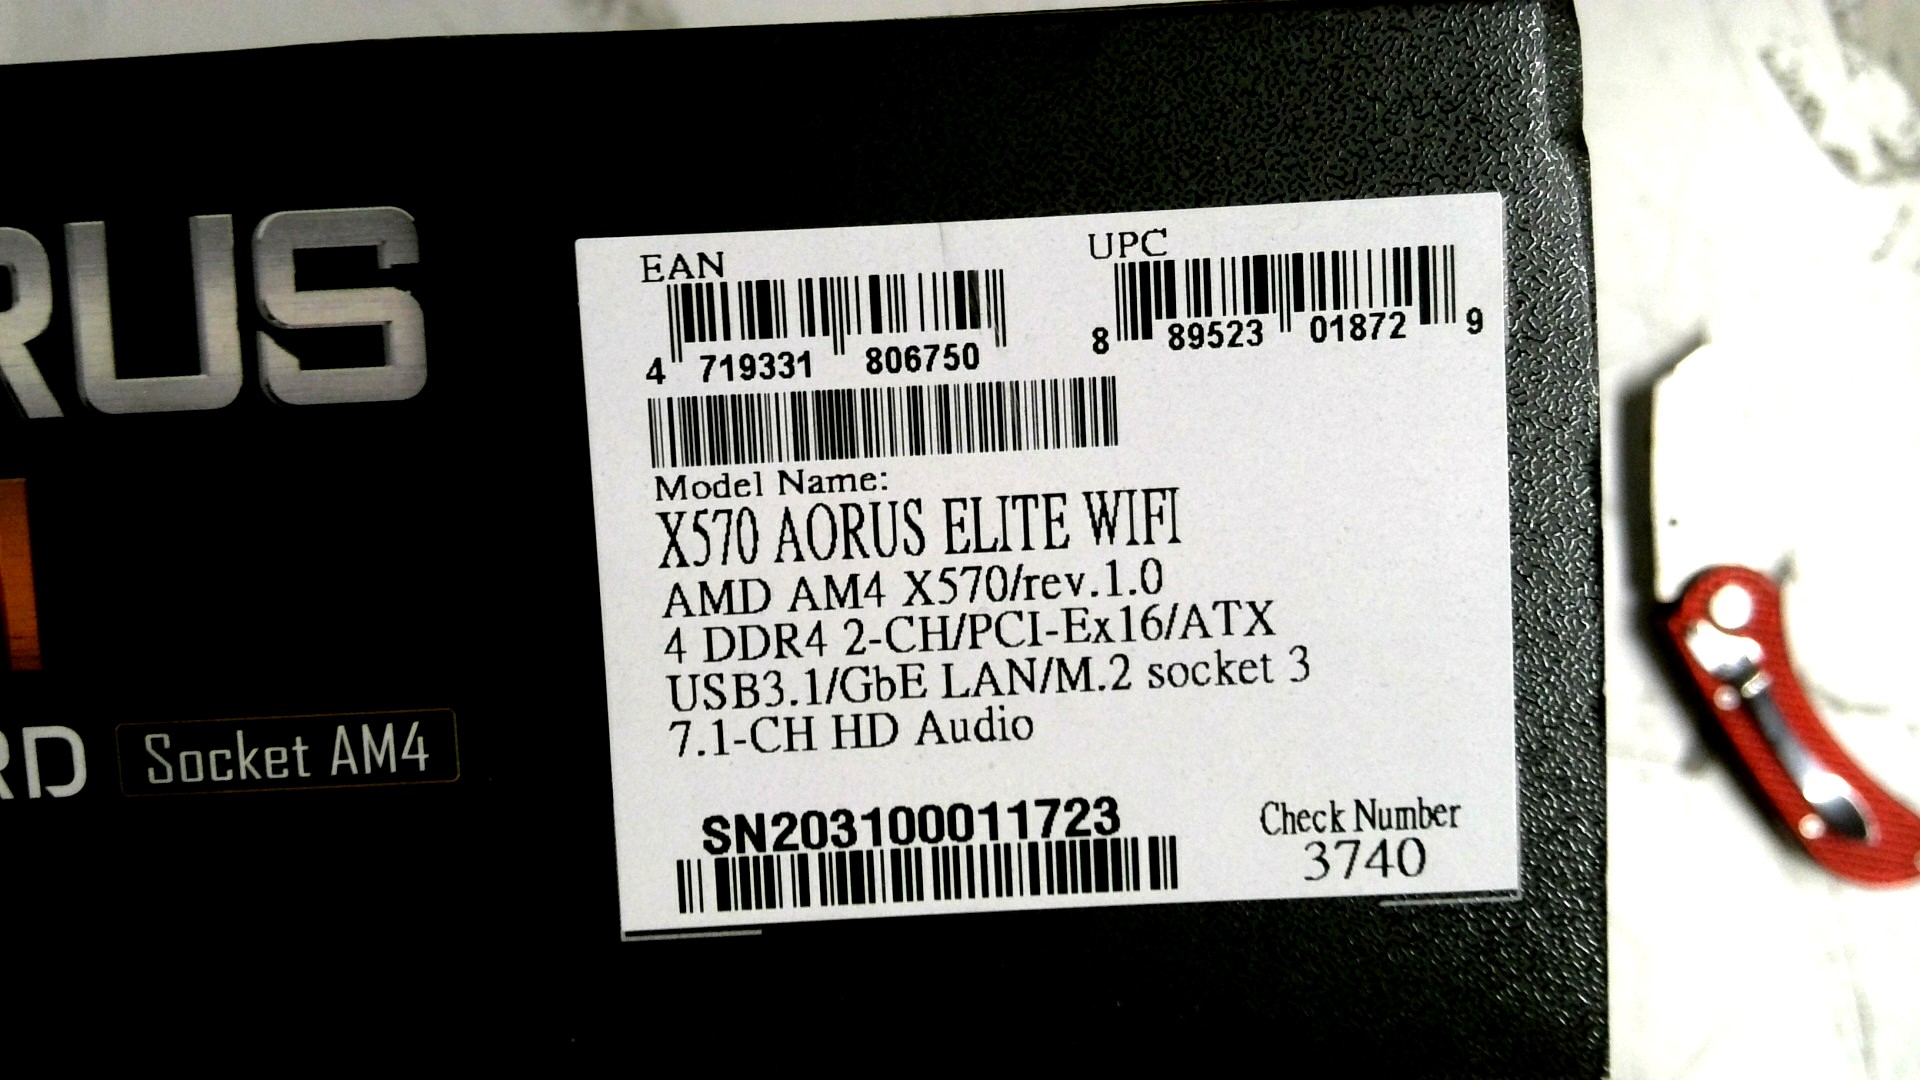 RUS
RD Socket AM4
EAN
4 719331 806750
UPC
8 89523 01872 9
Model Name:
X570 AORUS ELITE WIFI
AMD AM4 X570/rev.1.0
4 DDR4 2-CH/PCI-Ex16/ATX
USB3.1/GbE LAN/M.2 socket 3
7.1-CH HD Audio
SN203100011723
Check Number
3740